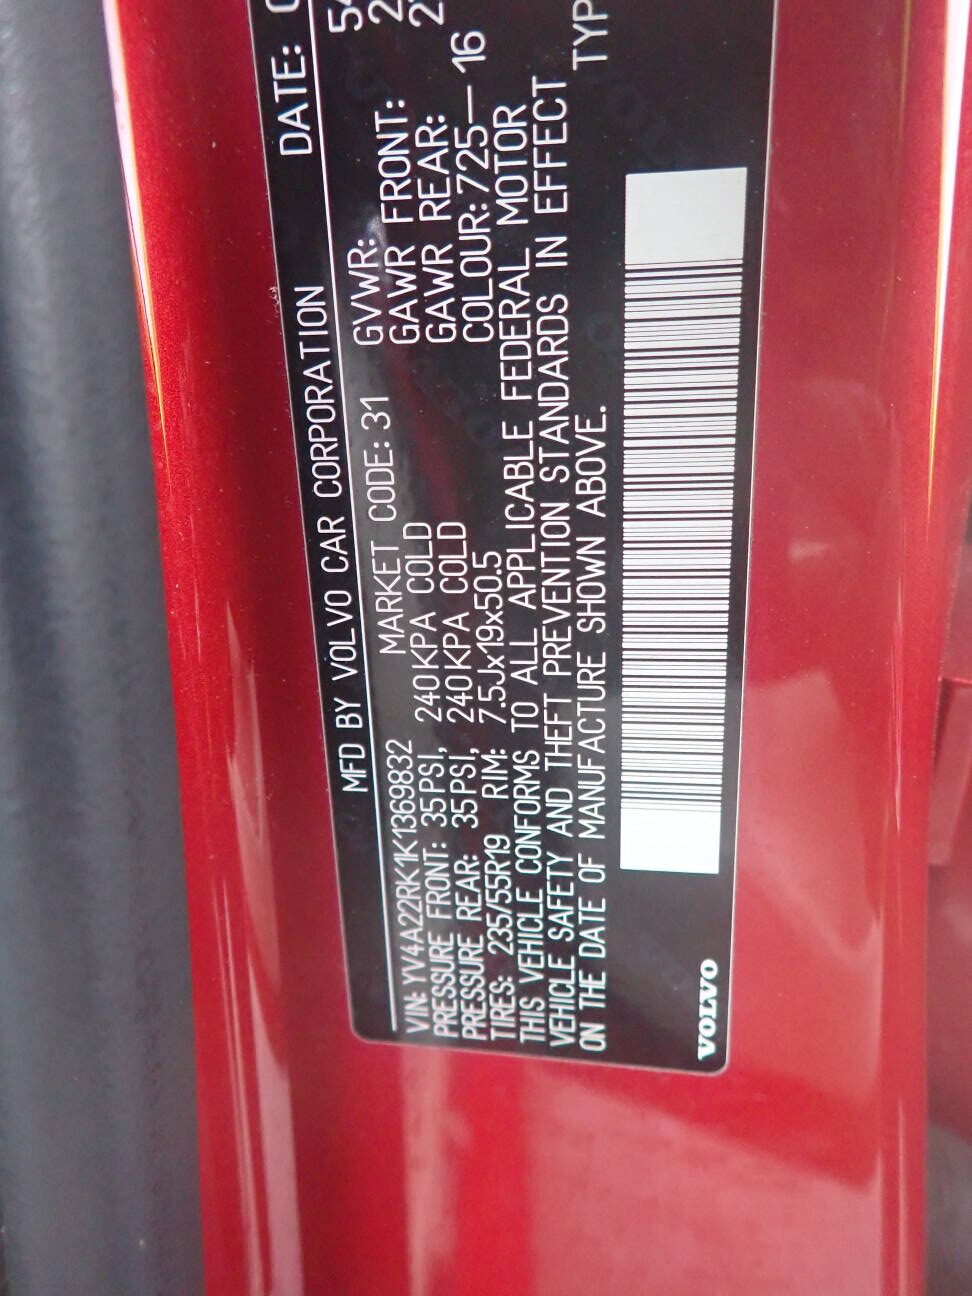 MFD BY VOLVO CAR CORPORATION DATE:
VIN: YV4A22RK1K1369832 MARKET CODE: 31 GVWR:
PRESSURE FRONT: 35PSI, 240KPA COLD GAWR FRONT:
PRESSURE REAR: 35PSI, 240KPA COLD GAWR REAR:
TIRES: 235/55R19 RIM: 7.5Jx19x50.5 COLOUR: 725—16
THIS VEHICLE CONFORMS TO ALL APPLICABLE FEDERAL MOTOR
VEHICLE SAFETY AND THEFT PREVENTION STANDARDS IN EFFECT
ON THE DATE OF MANUFACTURE SHOWN ABOVE.
VOLVO